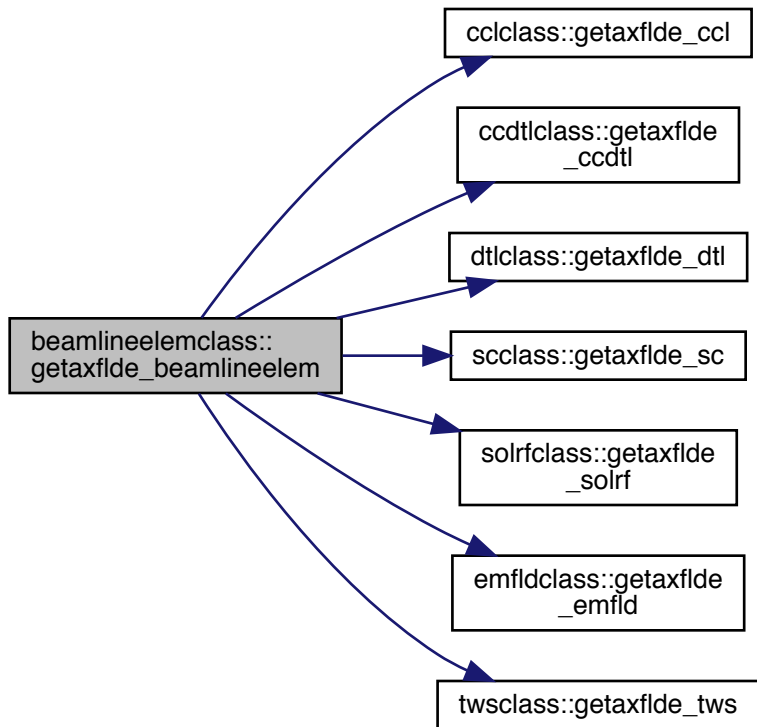 cclclass::getaxflde_ccl
ccdtlclass::getaxflde
_ccdtl
dtlclass::getaxflde_dtl
beamlineelemclass::
getaxflde_beamlineelem
scclass::getaxflde_sc
solrfclass::getaxflde
_solrf
emfldclass::getaxflde
_emfld
twsclass::getaxflde_tws